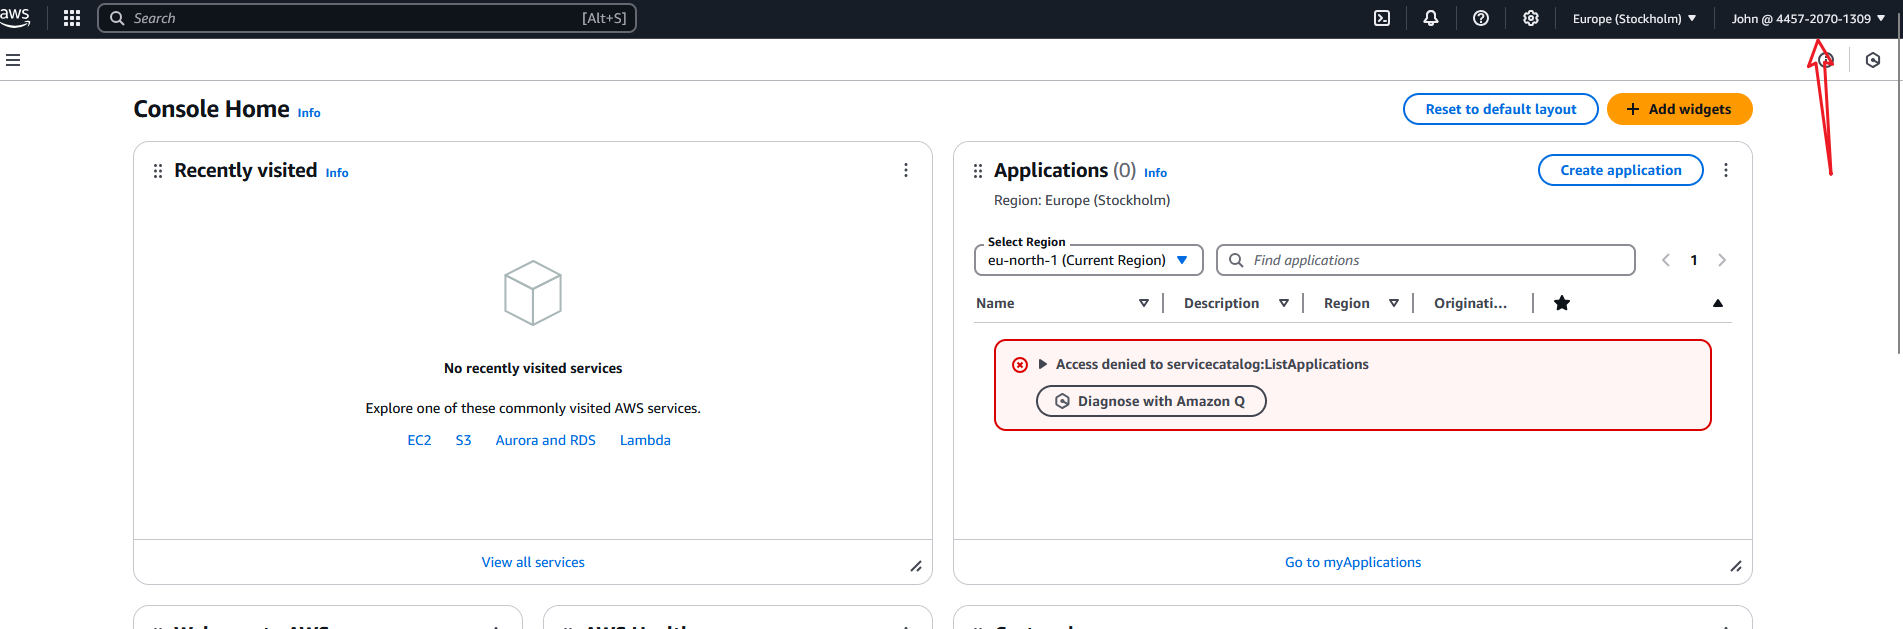 aws
Search [Alt+S]
Europe (Stockholm)
John @ 4457-2070-1309
Console Home Info
Reset to default layout
Add widgets
Recently visited Info
No recently visited services
Explore one of these commonly visited AWS services.
EC2 S3 Aurora and RDS Lambda
View all services
Applications (0) Info
Create application
Region: Europe (Stockholm)
Select Region
eu-north-1 (Current Region)
Find applications
1
Name Description Region Originati...
Access denied to servicecatalog:ListApplications
Diagnose with Amazon Q
Go to myApplications